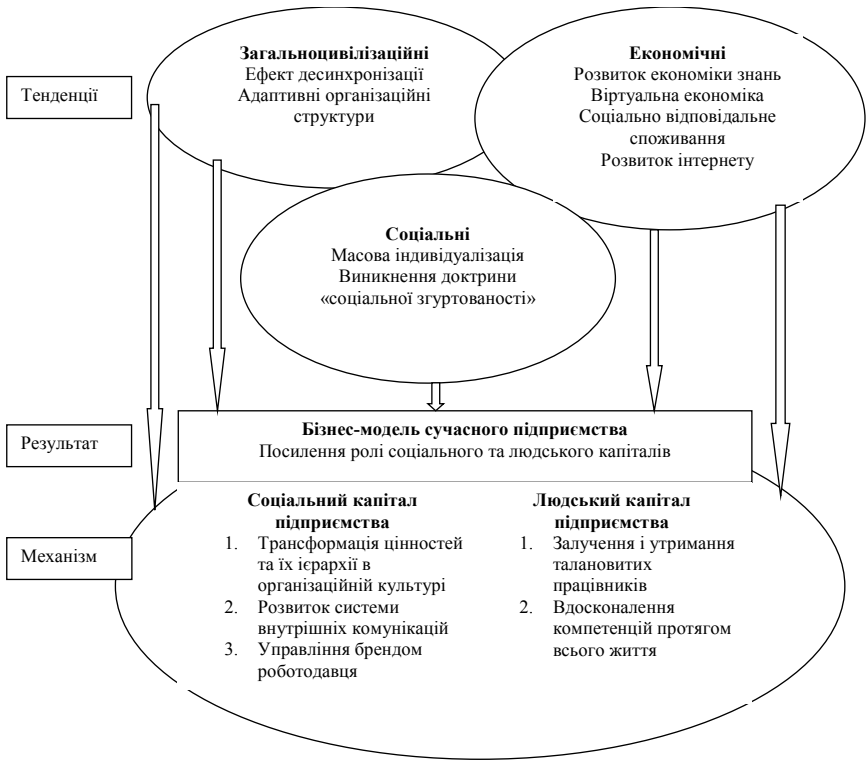 Тенденції
Загальноцивілізаційні
Ефект десинхронізації
Адаптивні організаційні
структури
Економічні
Розвиток економіки знань
Віртуальна економіка
Соціально відповідальне
споживання
Розвиток інтернету
Соціальні
Масова індивідуалізація
Виникнення доктрини
«соціальної згуртованості»
Результат
Бізнес-модель сучасного підприємства
Посилення ролі соціального та людського капіталів
Механізм
Соціальний капітал
підприємства
1. Трансформація цінностей
та їх ієрархії в
організаційній культурі
2. Розвиток системи
внутрішніх комунікацій
3. Управління брендом
роботодавця
Людський капітал
підприємства
1. Залучення і утримання
талановитих
працівників
2. Вдосконалення
компетенцій протягом
всього життя